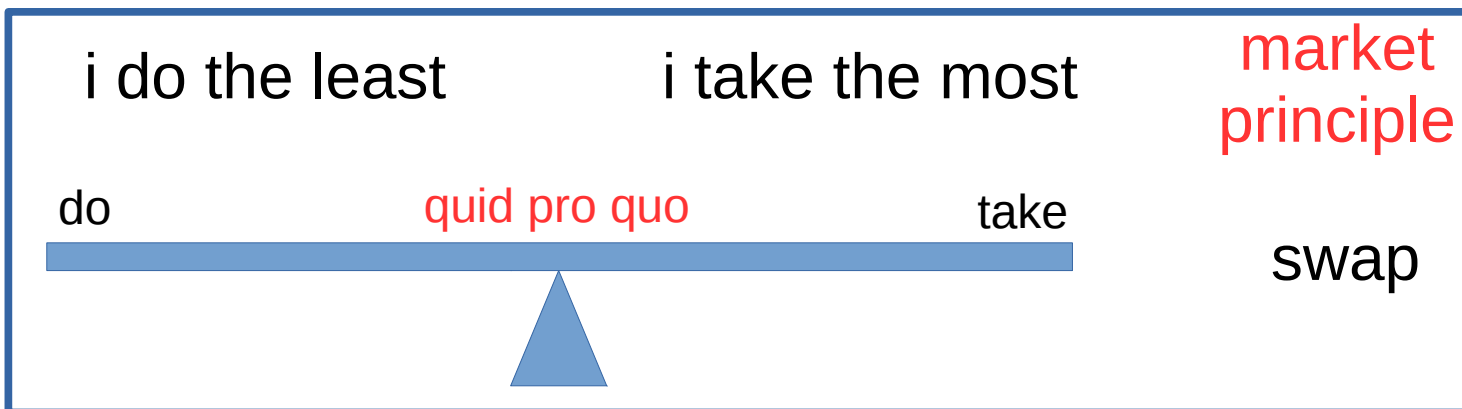 i do the least
i take the most
market
principle
do
quid pro quo
take
swap